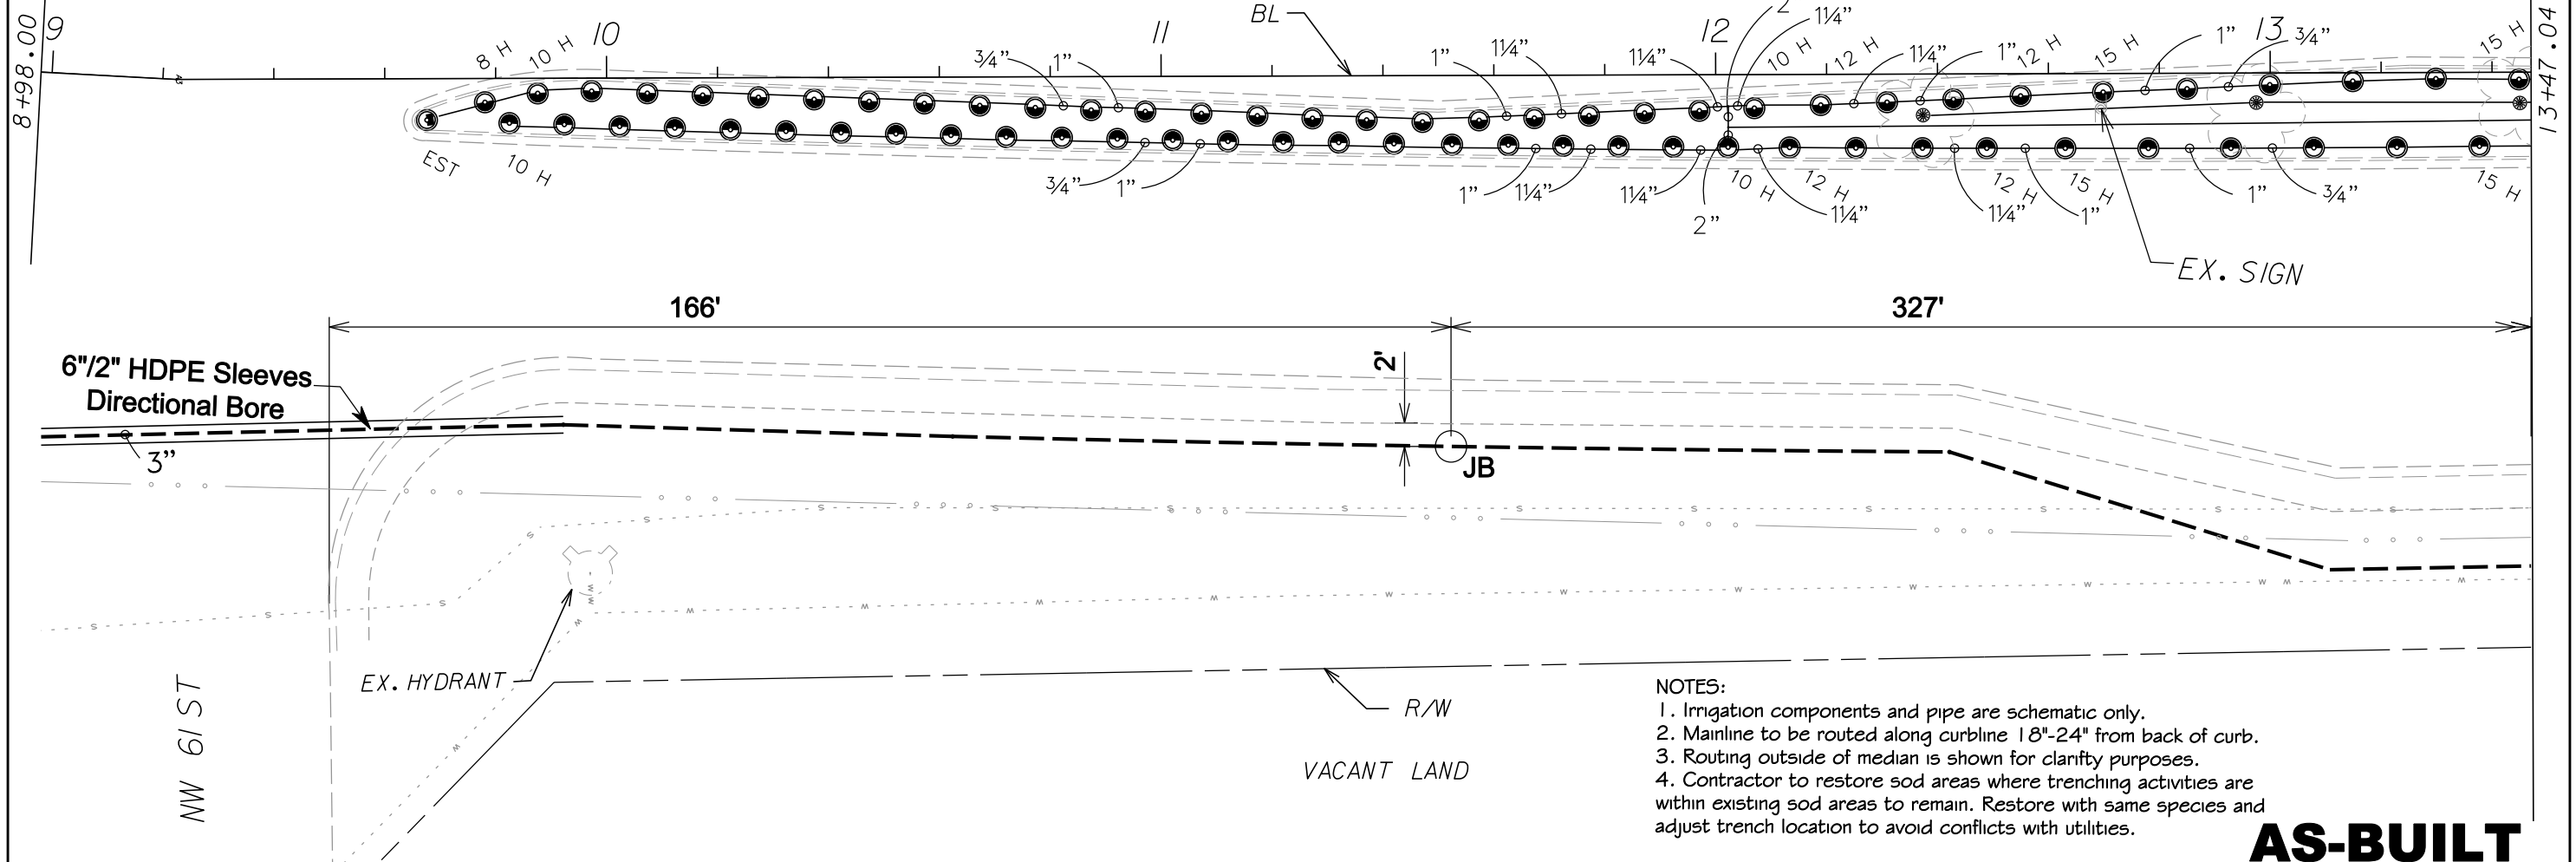 8+98.00
9
8 H
10 H
10
3/4"
1"
11
BL
1"
1¼"
1¼"
12
2
1¼"
10 H
12 H
1¼"
1"
12 H
15 H
1"
13
3/4"
15 H
13+47.04
EST
10 H
3/4"
1"
1"
1¼"
1¼"
2"
10 H
12 H
1¼"
1¼"
12 H
15 H
1"
1"
3/4"
15 H
EX. SIGN
166'
327'
6"/2" HDPE Sleeves
Directional Bore
3"
2'
JB
EX. HYDRANT
NW 61 ST
R/W
VACANT LAND
NOTES:
1. Irrigation components and pipe are schematic only.
2. Mainline to be routed along curbline 18"-24" from back of curb.
3. Routing outside of median is shown for clarifty purposes.
4. Contractor to restore sod areas where trenching activities are
within existing sod areas to remain. Restore with same species and
adjust trench location to avoid conflicts with utilities.
AS-BUILT